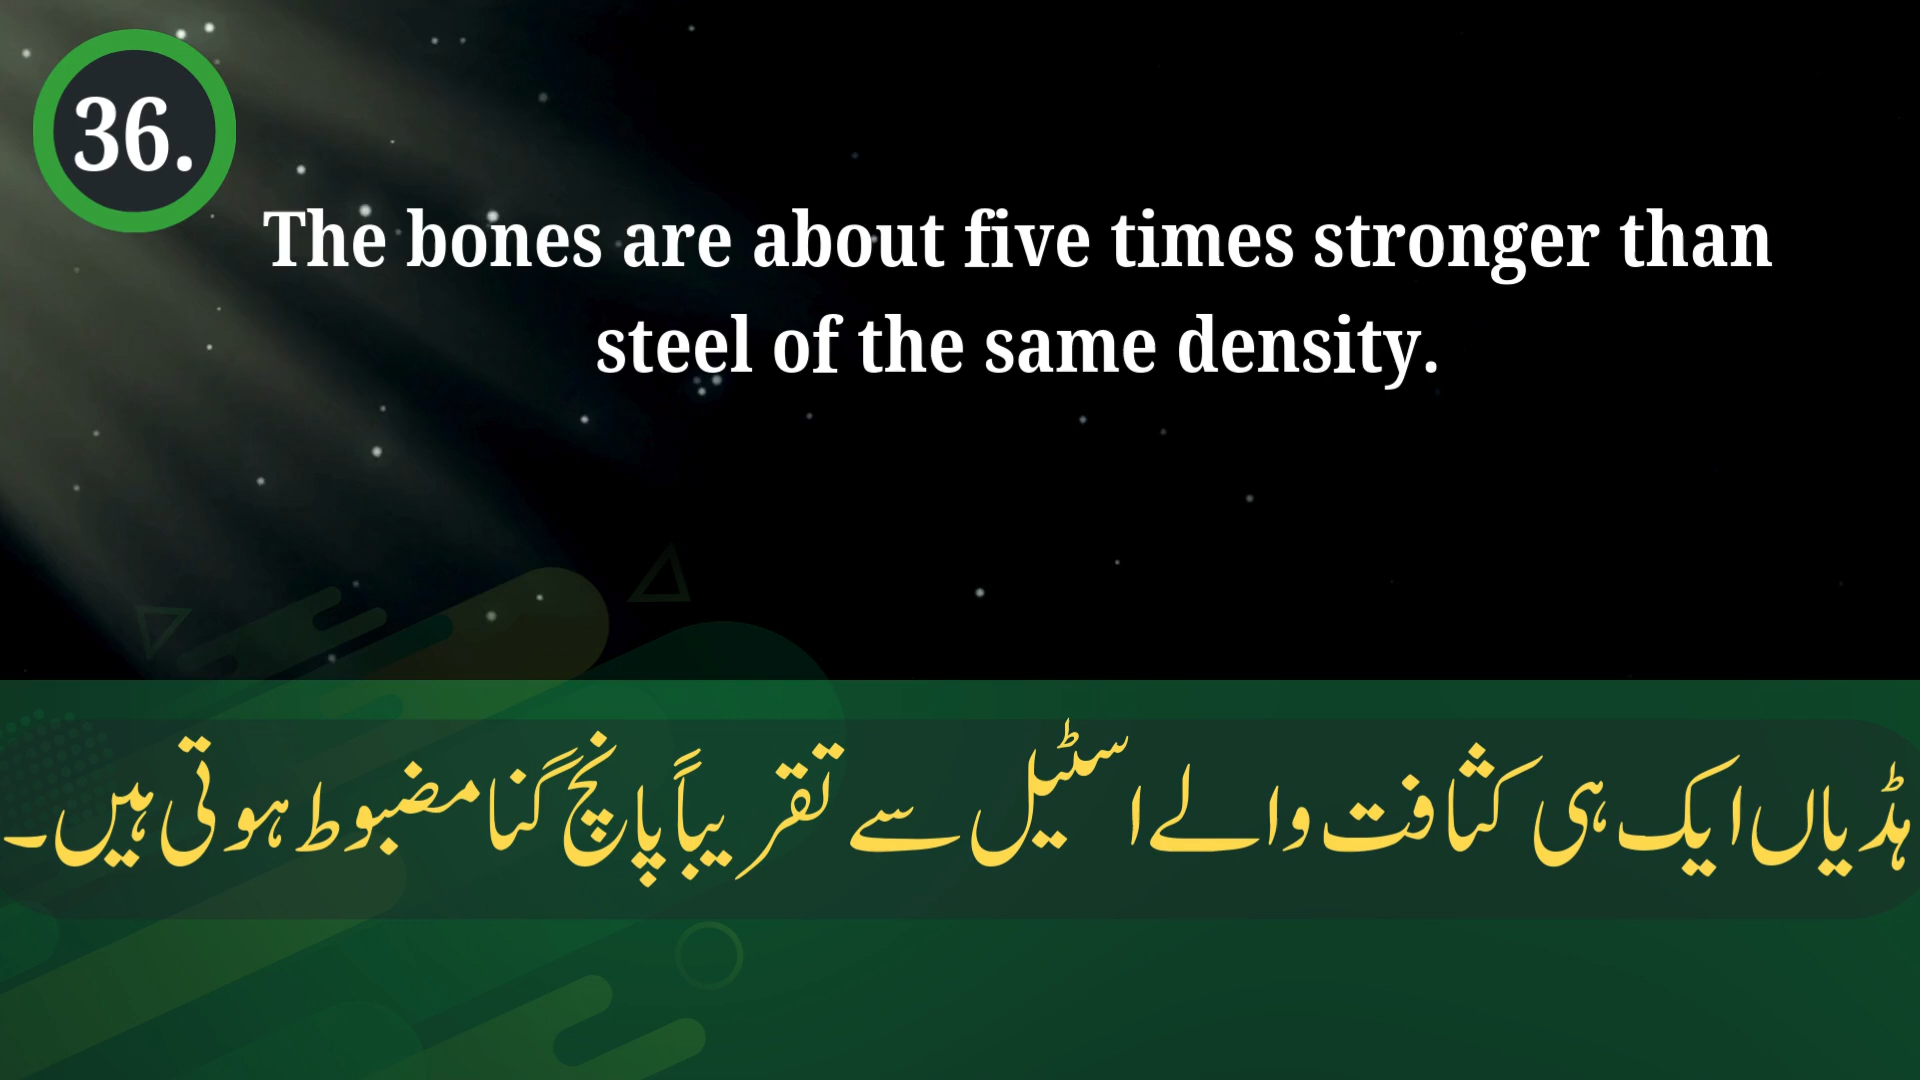 36.
The bones are about five times stronger than
steel of the same density.
ہڈیاں ایک ہی کثافت والے اسٹیل سے تقریباً پانچ گنا مضبوط ہوتی ہیں۔